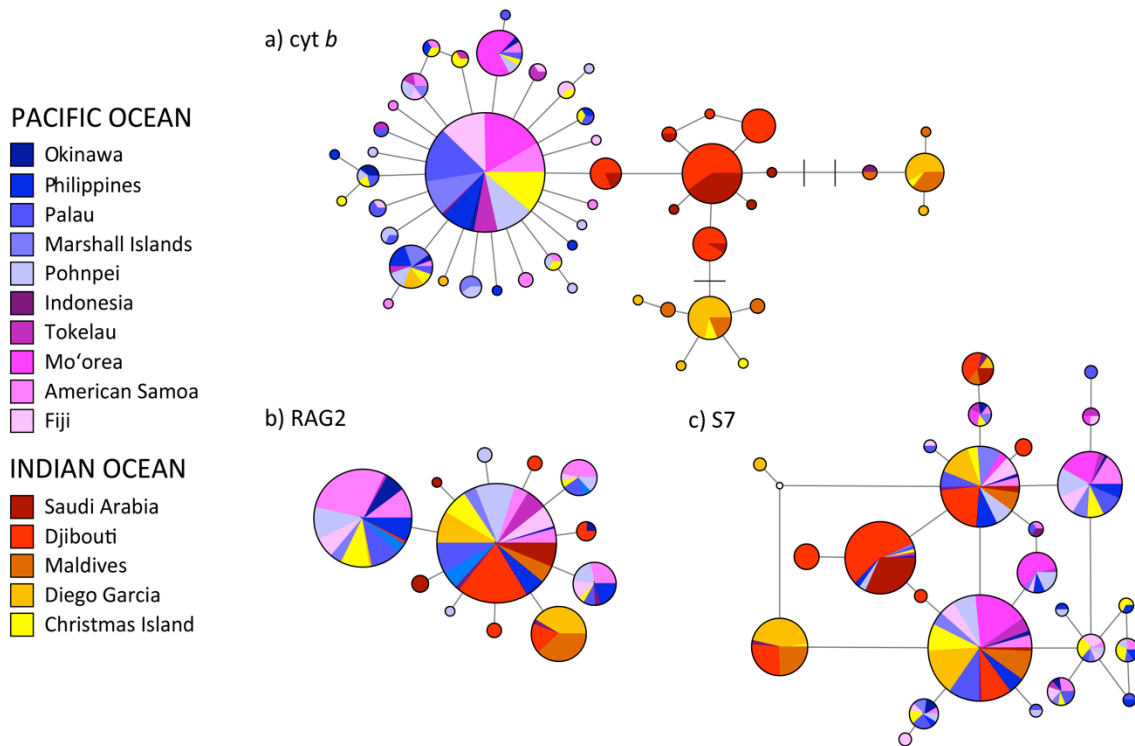 a) cyt b
PACIFIC OCEAN
Okinawa
Philippines
Palau
Marshall Islands
Pohnpei
Indonesia
Tokelau
Mo‘orea
American Samoa
Fiji
INDIAN OCEAN
Saudi Arabia
Djibouti
Maldives
Diego Garcia
Christmas Island
b) RAG2
c) S7